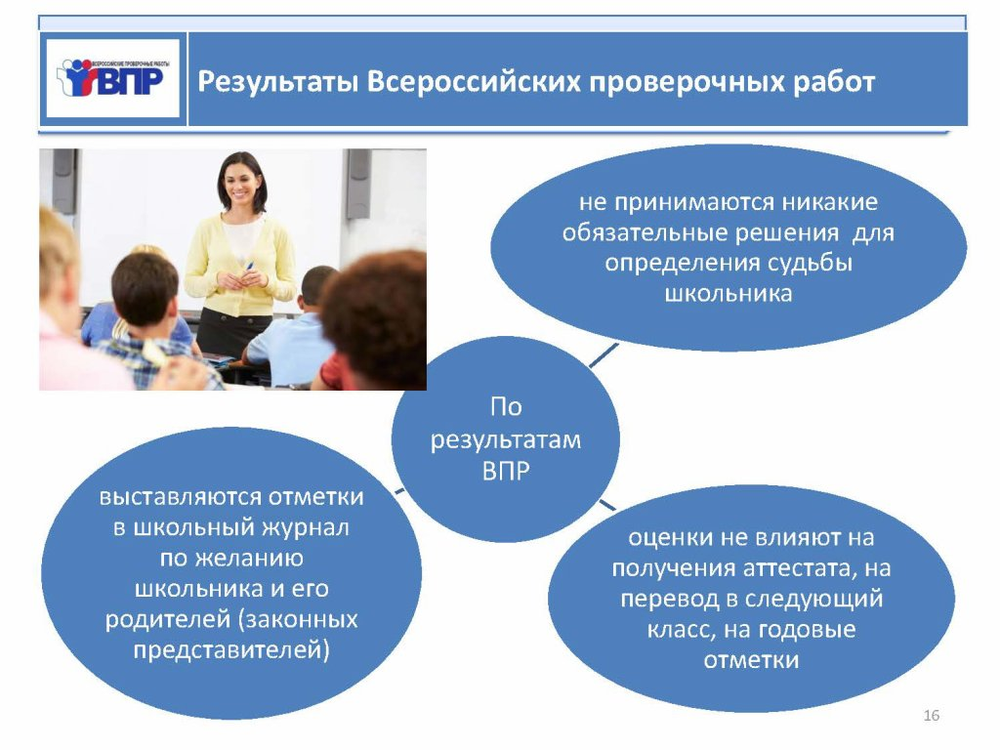 ВСЕРОССИЙСКИЕ ПРОВЕРОЧНЫЕ РАБОТЫ
ВПР
Результаты Всероссийских проверочных работ
не принимаются никакие
обязательные решения для
определения судьбы
школьника
По
результатам
ВПР
выставляются отметки
в школьный журнал
по желанию
школьника и его
родителей (законных
представителей)
оценки не влияют на
получения аттестата, на
перевод в следующий
класс, на годовые
отметки
16